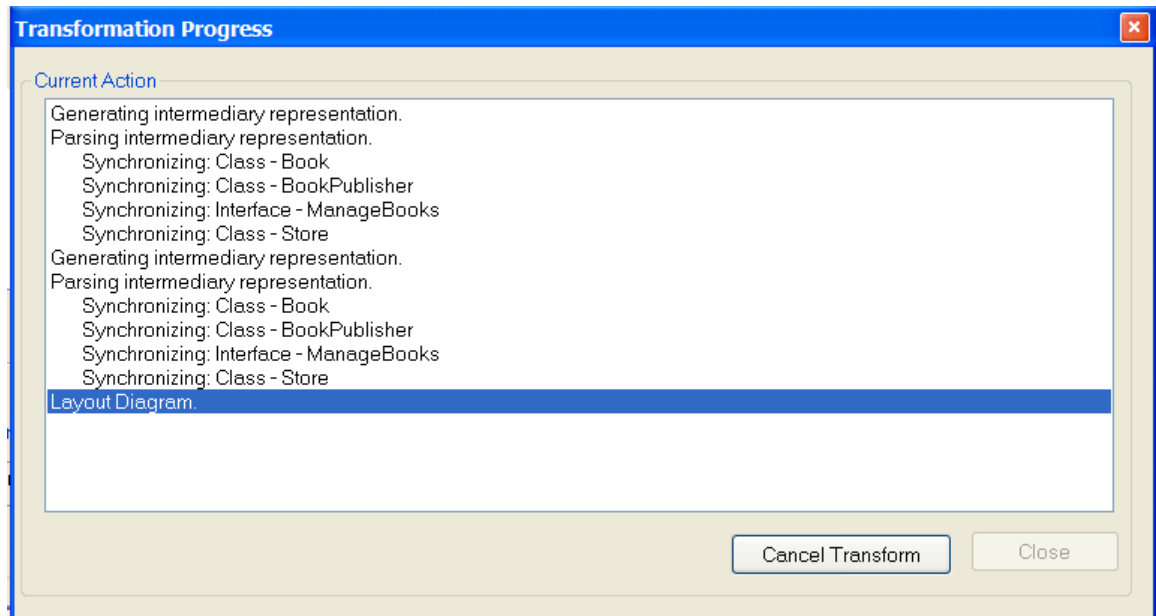 Transformation Progress
Current Action
Generating intermediary representation.
Parsing intermediary representation.
Synchronizing: Class - Book
Synchronizing: Class - BookPublisher
Synchronizing: Interface - ManageBooks
Synchronizing: Class - Store
Generating intermediary representation.
Parsing intermediary representation.
Synchronizing: Class - Book
Synchronizing: Class - BookPublisher
Synchronizing: Interface - ManageBooks
Synchronizing: Class - Store
Layout Diagram.
Cancel Transform
Close